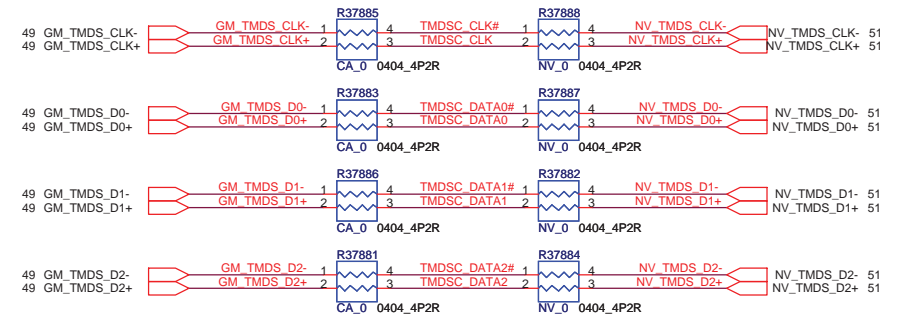 R37885 R37888
49 GM_TMDS_CLK- GM_TMDS_CLK- 1 4 TMDSC_CLK# 1 4 NV_TMDS_CLK- NV_TMDS_CLK- 51
49 GM_TMDS_CLK+ GM_TMDS_CLK+ 2 3 TMDSC_CLK 2 3 NV_TMDS_CLK+ NV_TMDS_CLK+ 51
CA_0 0404_4P2R NV_0 0404_4P2R
R37883 R37887
49 GM_TMDS_D0- GM_TMDS_D0- 1 4 TMDSC_DATA0# 1 4 NV_TMDS_D0- NV_TMDS_D0- 51
49 GM_TMDS_D0+ GM_TMDS_D0+ 2 3 TMDSC_DATA0 2 3 NV_TMDS_D0+ NV_TMDS_D0+ 51
CA_0 0404_4P2R NV_0 0404_4P2R
R37886 R37882
49 GM_TMDS_D1- GM_TMDS_D1- 1 4 TMDSC_DATA1# 1 4 NV_TMDS_D1- NV_TMDS_D1- 51
49 GM_TMDS_D1+ GM_TMDS_D1+ 2 3 TMDSC_DATA1 2 3 NV_TMDS_D1+ NV_TMDS_D1+ 51
CA_0 0404_4P2R NV_0 0404_4P2R
R37881 R37884
49 GM_TMDS_D2- GM_TMDS_D2- 1 4 TMDSC_DATA2# 1 4 NV_TMDS_D2- NV_TMDS_D2- 51
49 GM_TMDS_D2+ GM_TMDS_D2+ 2 3 TMDSC_DATA2 2 3 NV_TMDS_D2+ NV_TMDS_D2+ 51
CA_0 0404_4P2R NV_0 0404_4P2R